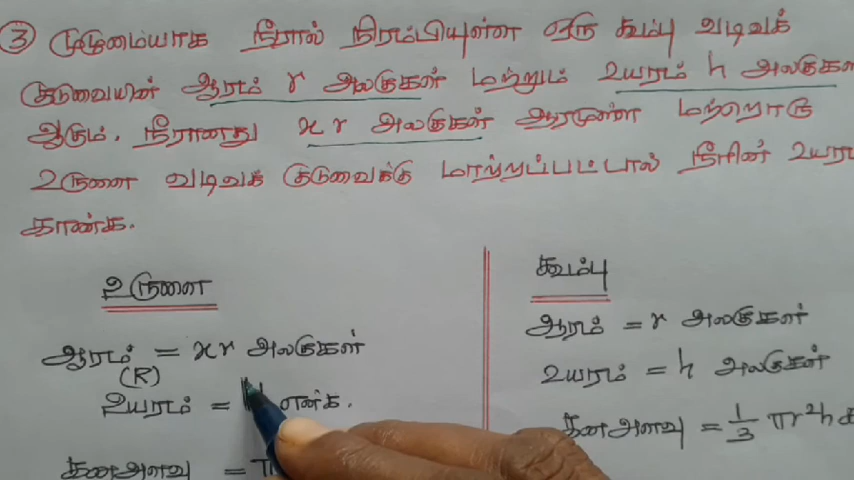 ③ முழுமையாக நீரால் நிரம்பியுள்ள ஒரு கூம்பு வடிவக்
குடுவையின் ஆரம் r அலகுகள் மற்றும் உயரம் h அலகுகள்
ஆகும். நீரானது xr அலகுகள் ஆரமுள்ள மற்றொரு
உருளை வடிவக் குடுவைக்கு மாற்றப்பட்டால் நீரின் உயரம்
காண்க.
உருளை
ஆரம் = xr அலகுகள்
(R)
உயரம் = என்க.
கனஅளவு = π
கூம்பு
ஆரம் = r அலகுகள்
உயரம் = h அலகுகள்
கனஅளவு = 1/3 πr²h க